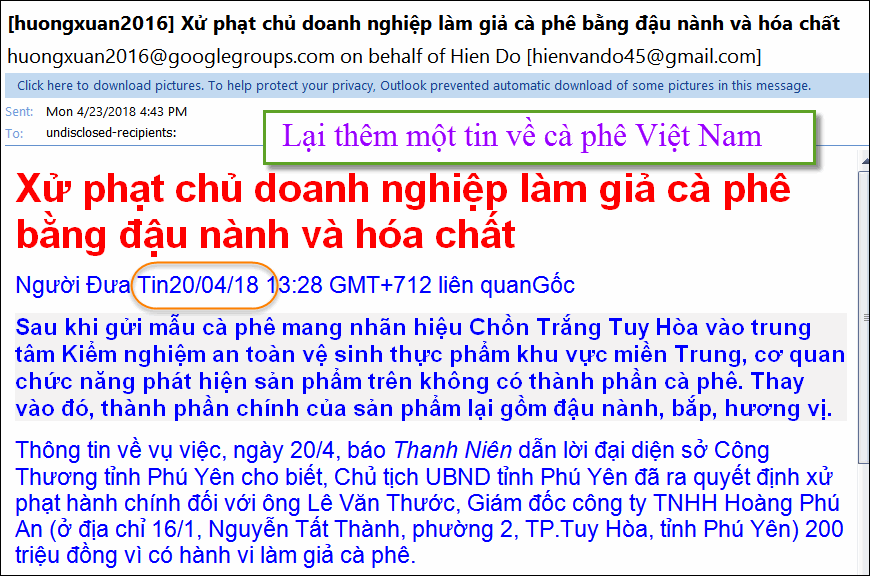 [huongxuan2016] Xử phạt chủ doanh nghiệp làm giả cà phê bằng đậu nành và hóa chất
huongxuan2016@googlegroups.com on behalf of Hien Do [hienvando45@gmail.com]
Click here to download pictures. To help protect your privacy, Outlook prevented automatic download of some pictures in this message.
Sent: Mon 4/23/2018 4:43 PM
To: undisclosed-recipients:
Lại thêm một tin về cà phê Việt Nam
Xử phạt chủ doanh nghiệp làm giả cà phê
bằng đậu nành và hóa chất
Người Đưa Tin20/04/18 13:28 GMT+712 liên quanGốc
Sau khi gửi mẫu cà phê mang nhãn hiệu Chồn Trắng Tuy Hòa vào trung
tâm Kiểm nghiệm an toàn vệ sinh thực phẩm khu vực miền Trung, cơ quan
chức năng phát hiện sản phẩm trên không có thành phần cà phê. Thay
vào đó, thành phần chính của sản phẩm lại gồm đậu nành, bắp, hương vị.
Thông tin về vụ việc, ngày 20/4, báo Thanh Niên dẫn lời đại diện sở Công
Thương tỉnh Phú Yên cho biết, Chủ tịch UBND tỉnh Phú Yên đã ra quyết định xử
phạt hành chính đối với ông Lê Văn Thước, Giám đốc công ty TNHH Hoàng Phú
An (ở địa chỉ 16/1, Nguyễn Tất Thành, phường 2, TP.Tuy Hòa, tỉnh Phú Yên) 200
triệu đồng vì có hành vi làm giả cà phê.